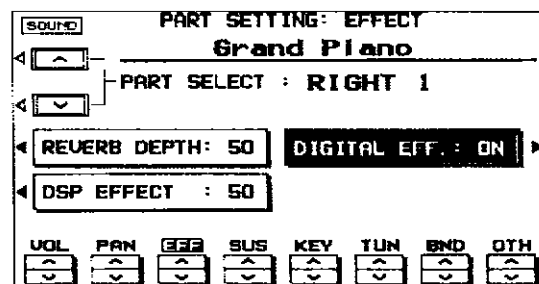 SOUND
PART SETTING: EFFECT
Grand Piano
PART SELECT : RIGHT 1
REVERB DEPTH: 50 DIGITAL EFF.: ON
DSP EFFECT : 50
VOL PAN EFF SUS KEY TUN BND OTH